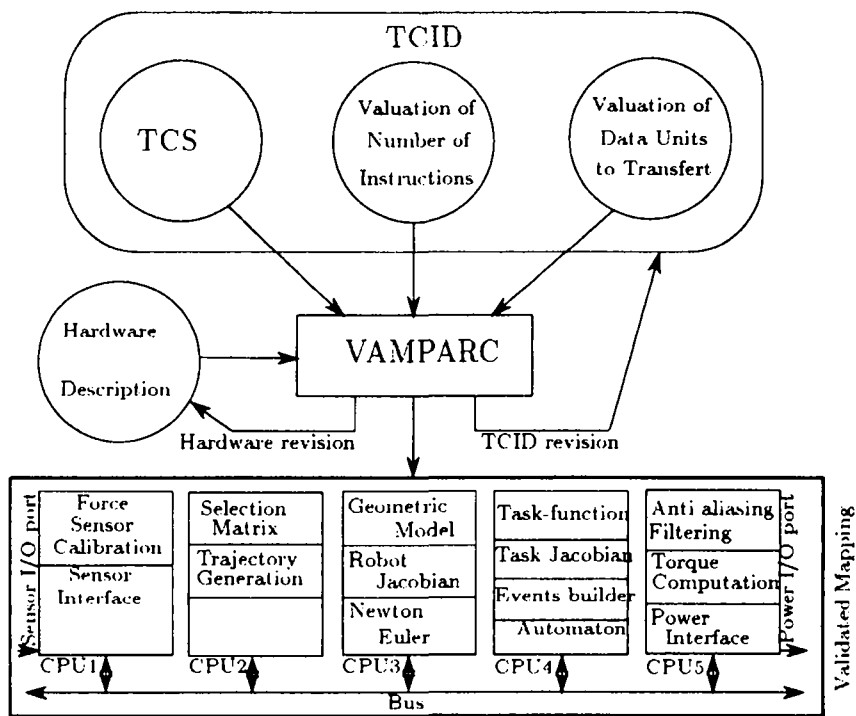 TCID
TCS
Valuation of
Number of
Instructions
Valuation of
Data Units
to Transfert
Hardware
Description
VAMPARC
Hardware revision
TCID revision
Sensor I/O port
Force
Sensor
Calibration
Sensor
Interface
CPU1
Selection
Matrix
Trajectory
Generation
CPU2
Geometric
Model
Robot
Jacobian
Newton
Euler
CPU3
Task-function
Task Jacobian
Events builder
Automaton
CPU4
Anti aliasing
Filtering
Torque
Computation
Power
Interface
CPU5
Power I/O port
Validated Mapping
Bus